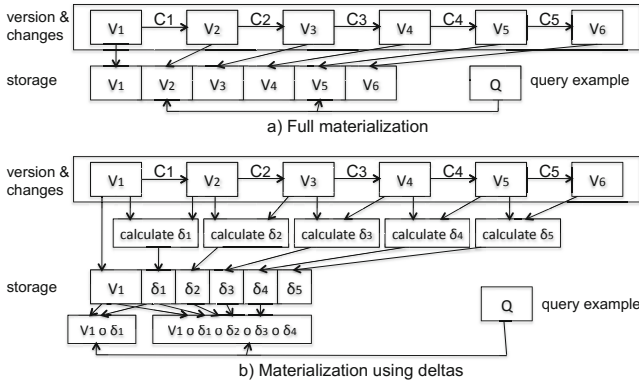 version & changes V1 C1 V2 C2 V3 C3 V4 C4 V5 C5 V6
storage V1 V2 V3 V4 V5 V6 Q query example
a) Full materialization
version & changes V1 C1 V2 C2 V3 C3 V4 C4 V5 C5 V6
calculate δ1 calculate δ2 calculate δ3 calculate δ4 calculate δ5
storage V1 δ1 δ2 δ3 δ4 δ5 Q query example
V1 o δ1 V1 o δ1 o δ2 o δ3 o δ4
b) Materialization using deltas